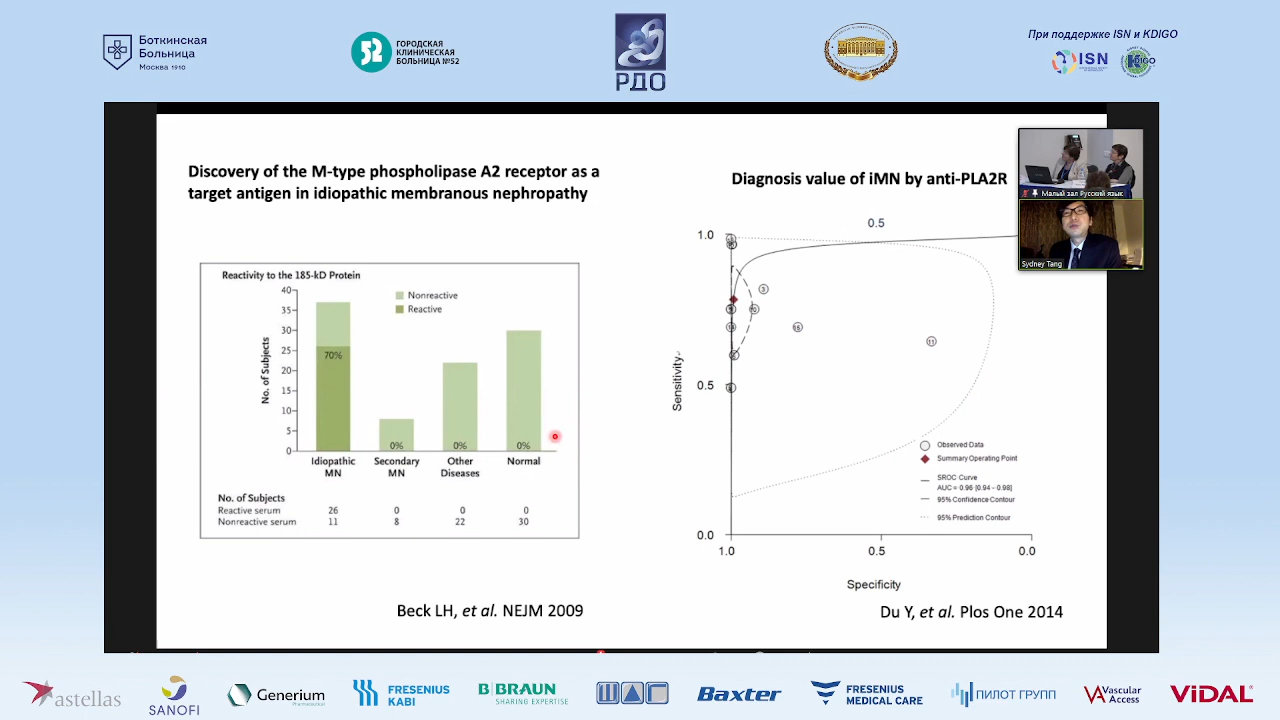 Боткинская
Больница
Москва 1910
52
ГОРОДСКАЯ
КЛИНИЧЕСКАЯ
БОЛЬНИЦА №52
РДО
При поддержке ISN и KDIGO
ISN
KDIGO
Discovery of the M-type phospholipase A2 receptor as a
target antigen in idiopathic membranous nephropathy
Reactivity to the 185-kD Protein
No. of Subjects
40
35
30
25
20
15
10
5
0
Nonreactive
Reactive
70%
0%
0%
0%
Idiopathic
MN
Secondary
MN
Other
Diseases
Normal
No. of Subjects
Reactive serum 26 0 0 0
Nonreactive serum 11 8 22 30
Beck LH, et al. NEJM 2009
Diagnosis value of iMN by anti-PLA2R
0.5
1.0
0.5
0.0
Sensitivity
3
10
15
11
Observed Data
Summary Operating Point
SROC Curve
AUC = 0.96 [0.94 - 0.98]
95% Confidence Contour
95% Prediction Contour
1.0 0.5 0.0
Specificity
Du Y, et al. Plos One 2014
Малый зал Русский язык
Sydney Tang
astellas
SANOFI
Generium
Pharmaceutical
FRESENIUS
KABI
B|BRAUN
SHARING EXPERTISE
ШАГ
Baxter
FRESENIUS
MEDICAL CARE
ПИЛОТ ГРУПП
VA Vascular
Access
ViDAL